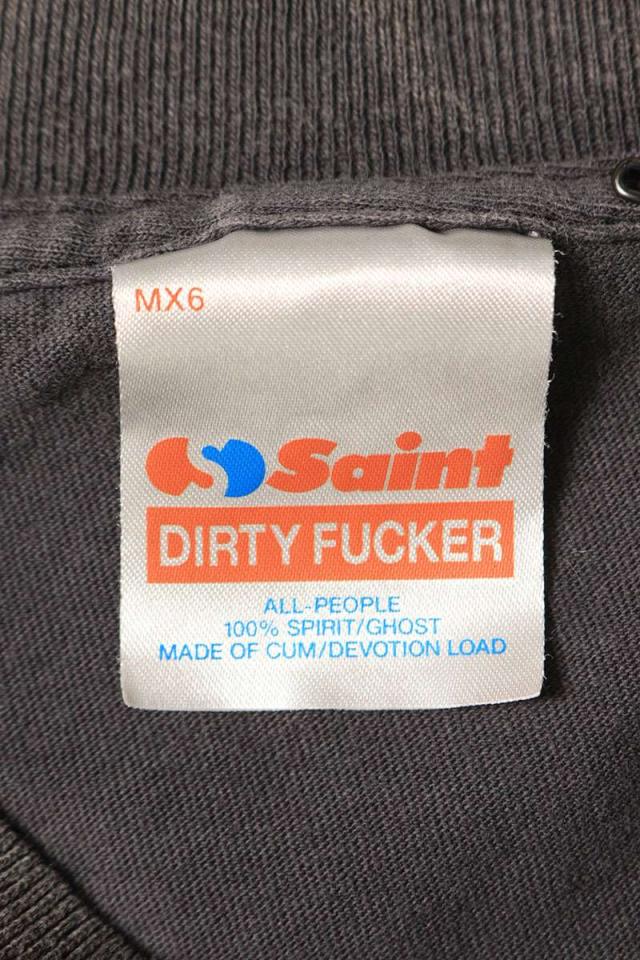 MX6
Saint
DIRTY FUCKER
ALL-PEOPLE
100% SPIRIT/GHOST
MADE OF CUM/DEVOTION LOAD